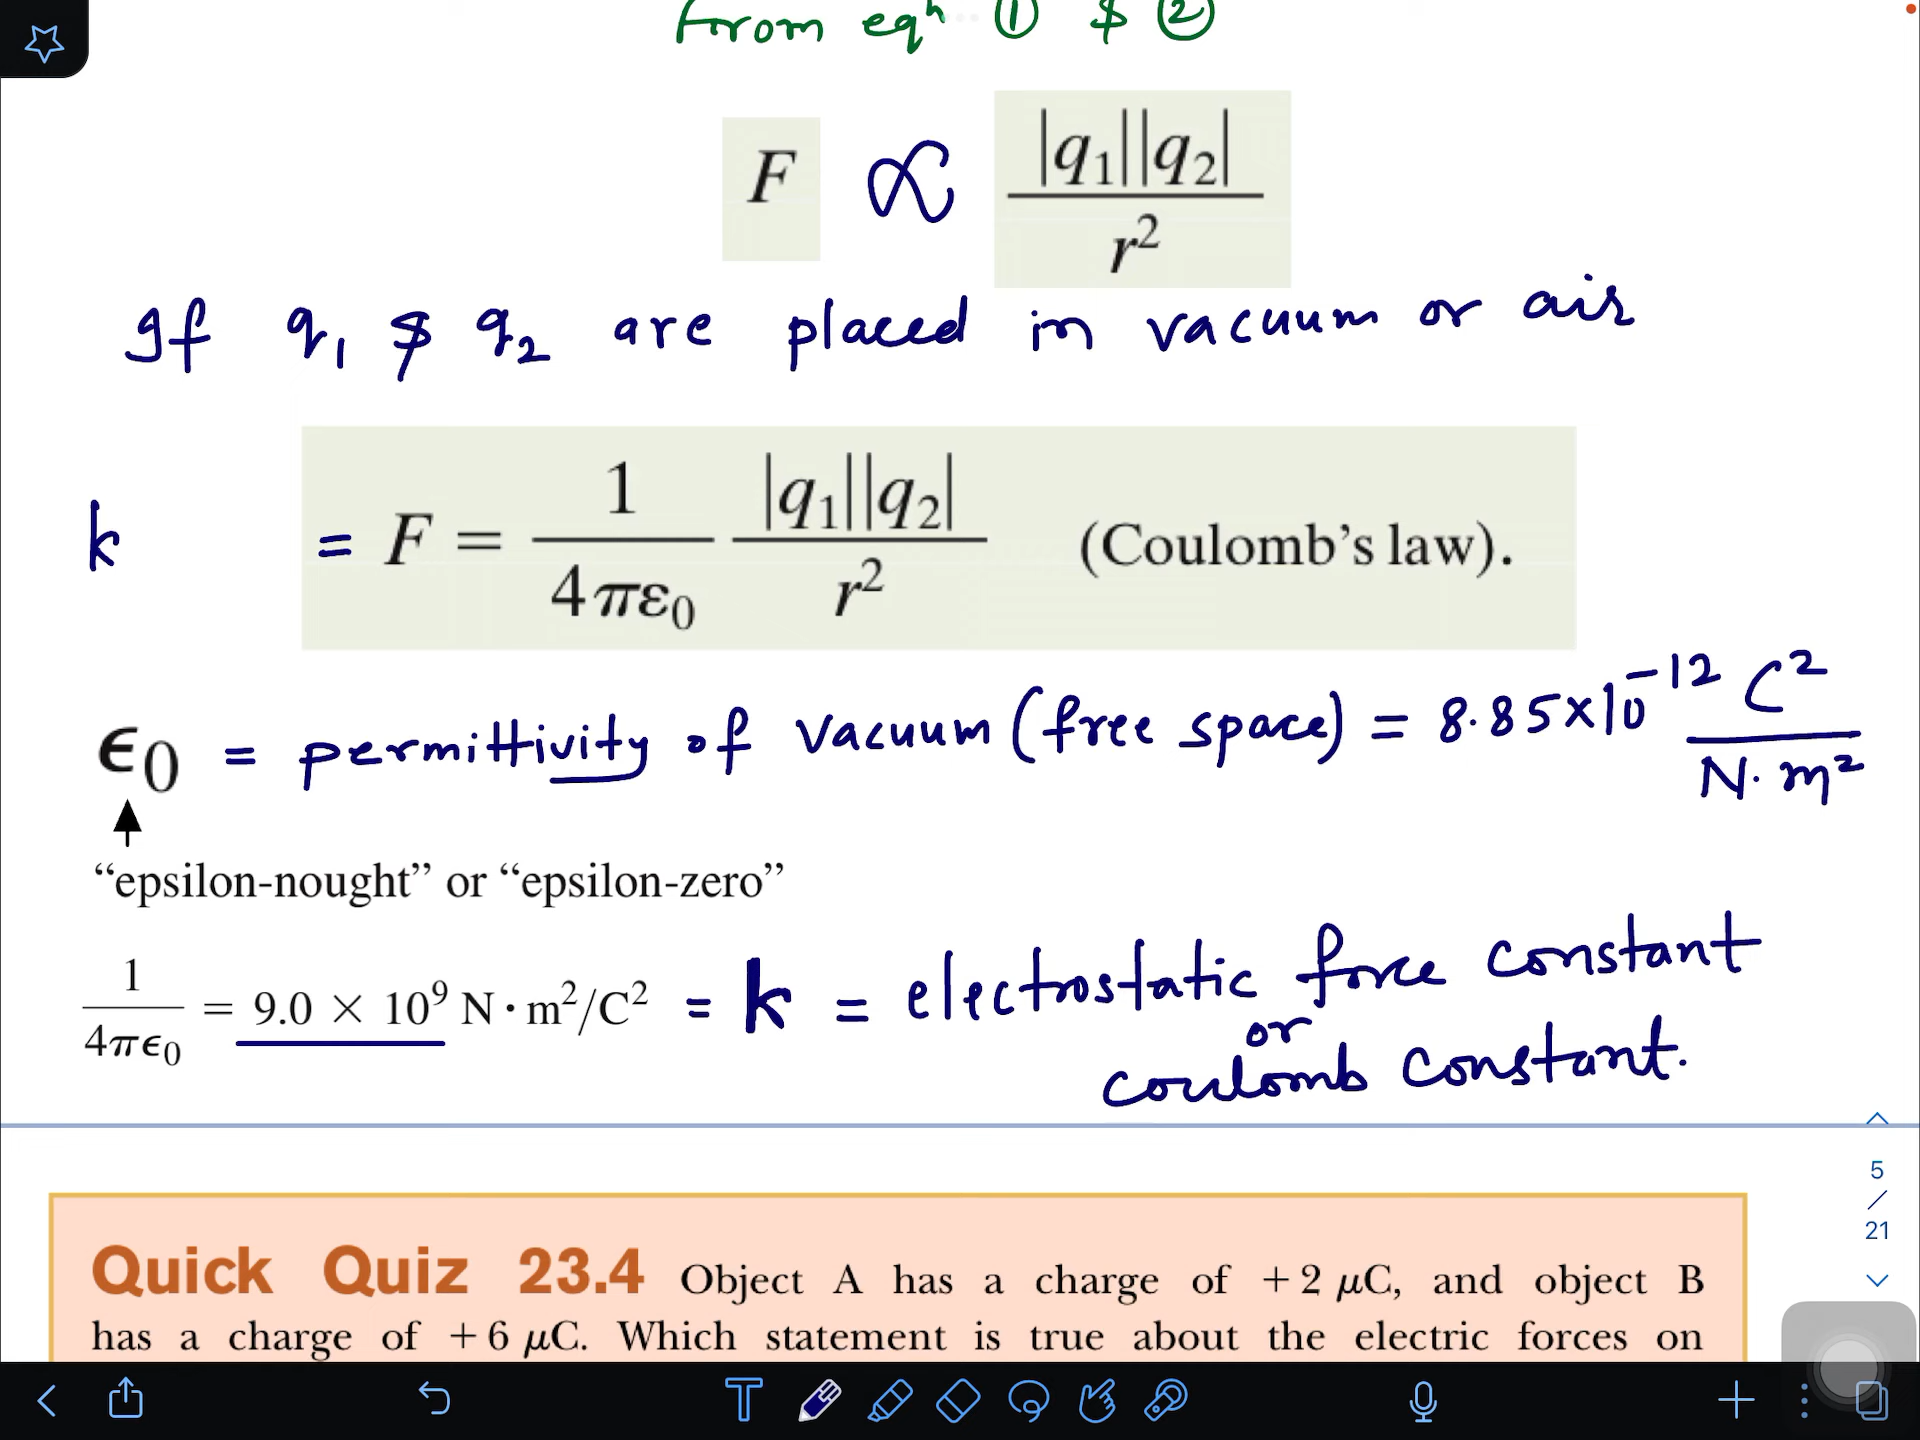 From eqn ① & ②
F ∝ |q₁||q₂| / r²
If q₁ & q₂ are placed in vacuum or air
k = F = 1/4πε₀ |q₁||q₂|/r² (Coulomb’s law).
ϵ₀ = permittivity of vacuum (free space) = 8.85×10⁻¹² C²/N·m²
“epsilon-nought” or “epsilon-zero”
1/4πϵ₀ = 9.0 × 10⁹ N·m²/C² = k = electrostatic force constant
or
coulomb constant.
5
/
21
Quick Quiz 23.4 Object A has a charge of +2 μC, and object B
has a charge of +6 μC. Which statement is true about the electric forces on
T